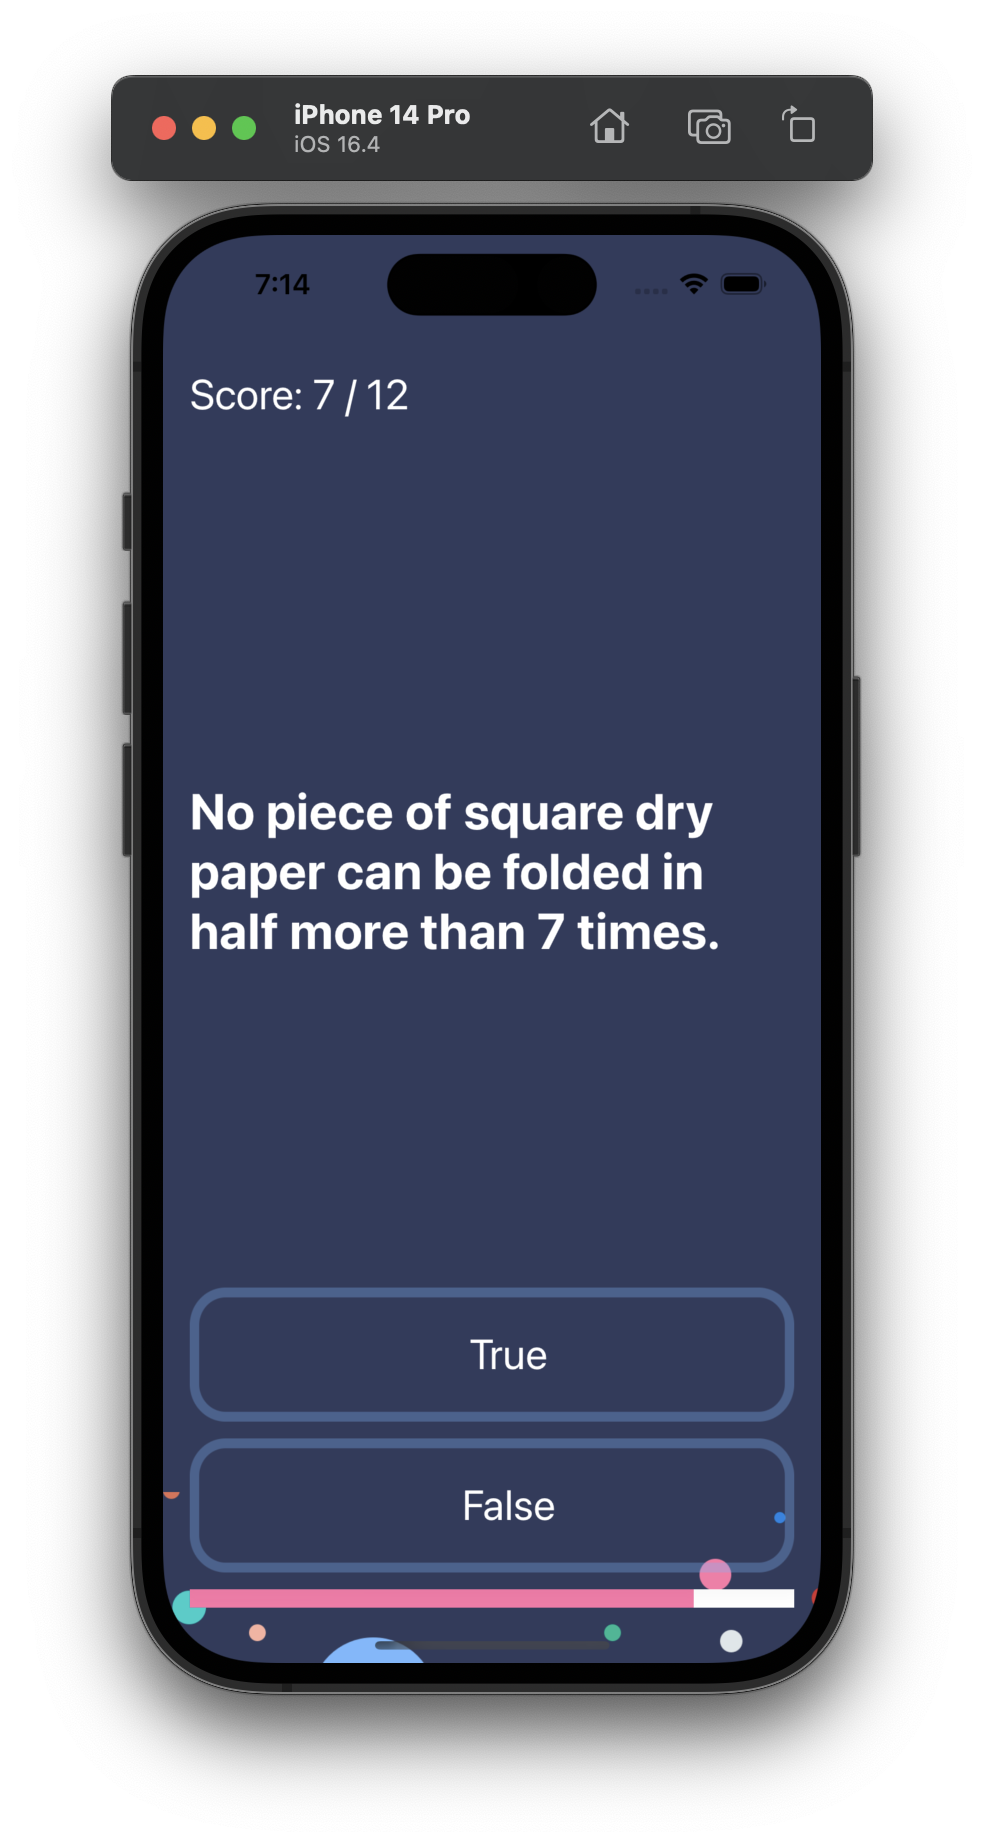 iPhone 14 Pro
iOS 16.4
7:14
Score: 7 / 12
No piece of square dry
paper can be folded in
half more than 7 times.
True
False